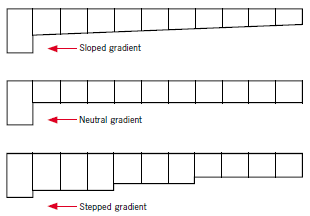 Sloped gradient
Neutral gradient
Stepped gradient